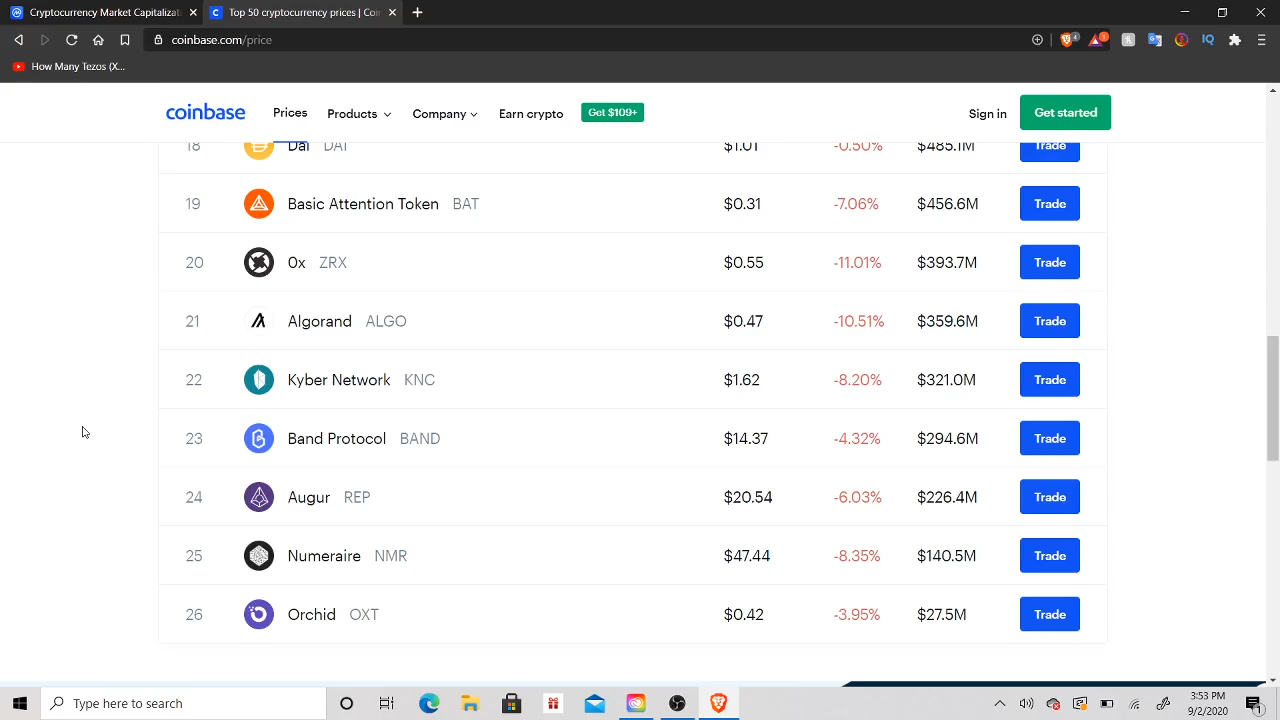 Cryptocurrency Market Capitalizat
Top 50 cryptocurrency prices | Coi
coinbase.com/price
4
1
IQ
How Many Tezos (X...
coinbase
Prices
Products
Company
Earn crypto
Get $109+
Sign in
Get started
18 Dai DAI $1.01 -0.50% $485.1M Trade
19 Basic Attention Token BAT $0.31 -7.06% $456.6M Trade
20 0x ZRX $0.55 -11.01% $393.7M Trade
21 Algorand ALGO $0.47 -10.51% $359.6M Trade
22 Kyber Network KNC $1.62 -8.20% $321.0M Trade
23 Band Protocol BAND $14.37 -4.32% $294.6M Trade
24 Augur REP $20.54 -6.03% $226.4M Trade
25 Numeraire NMR $47.44 -8.35% $140.5M Trade
26 Orchid OXT $0.42 -3.95% $27.5M Trade
Type here to search
3:53 PM
9/2/2020
1